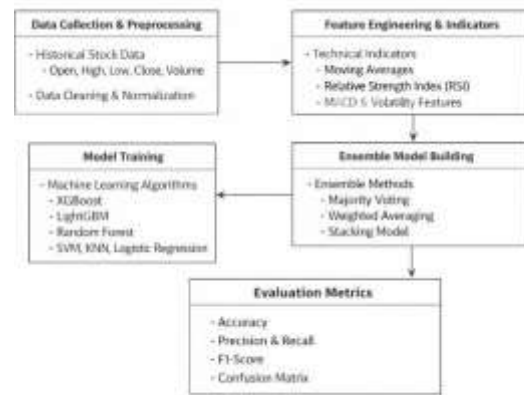 Data Collection & Preprocessing
- Historical Stock Data
- Open, High, Low, Close, Volume
- Data Cleaning & Normalization
Feature Engineering & Indicators
- Technical Indicators
- Moving Averages
- Relative Strength Index (RSI)
- MACD & Volatility Features
Model Training
- Machine Learning Algorithms
- XGBoost
- LightGBM
- Random Forest
- SVM, KNN, Logistic Regression
Ensemble Model Building
- Ensemble Methods
- Majority Voting
- Weighted Averaging
- Stacking Model
Evaluation Metrics
- Accuracy
- Precision & Recall
- F1-Score
- Confusion Matrix